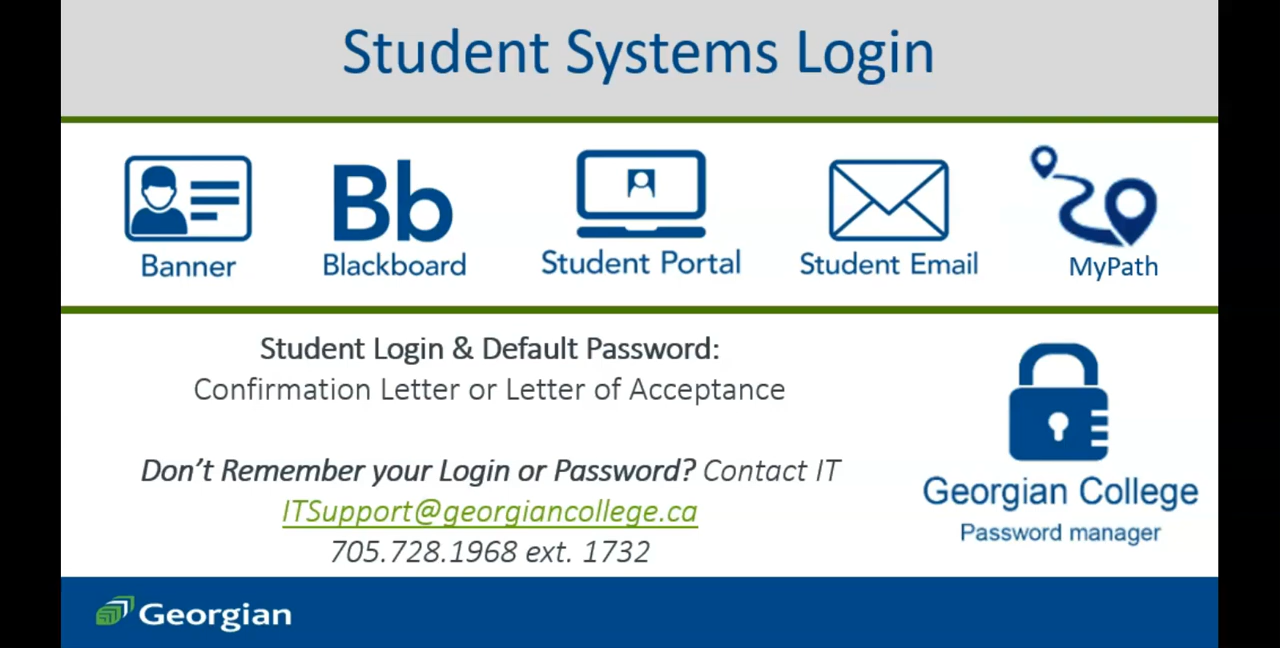 Student Systems Login
Bb
Banner
Blackboard
Student Portal
Student Email
MyPath
Student Login & Default Password:
Confirmation Letter or Letter of Acceptance
Don’t Remember your Login or Password? Contact IT
ITSupport@georgiancollege.ca
705.728.1968 ext. 1732
Georgian College
Password manager
Georgian